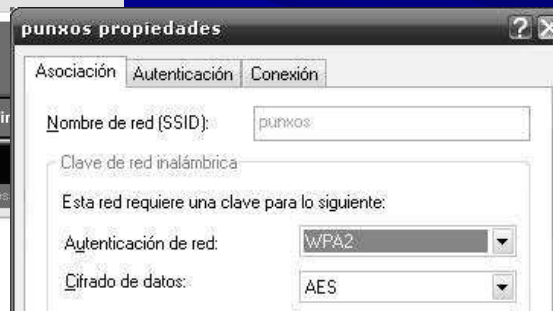 punxos propiedades
Asociación Autenticación Conexión
Nombre de red (SSID): punxos
Clave de red inalámbrica
Esta red requiere una clave para lo siguiente:
Autenticación de red: WPA2
Cifrado de datos: AES